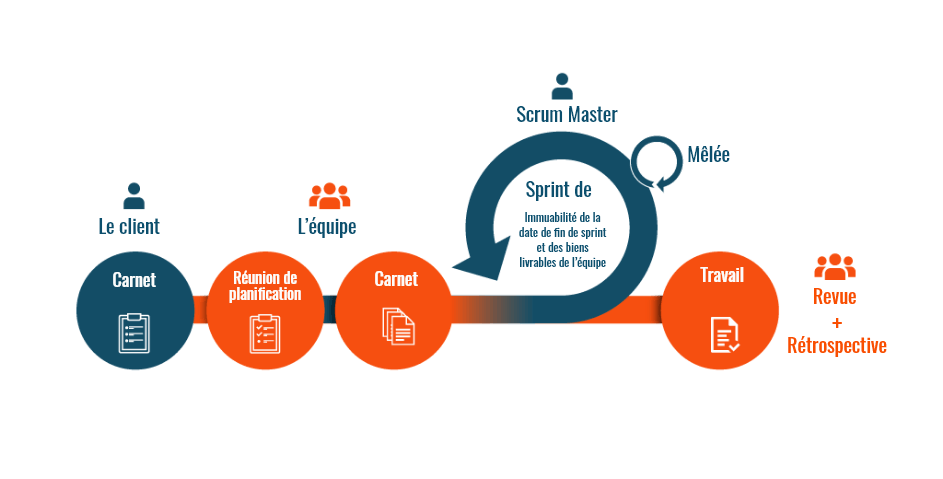 Scrum Master
Mêlée
Sprint de
Immuabilité de la
date de fin de sprint
et des biens
livrables de l'équipe
Le client
L'équipe
Carnet
Réunion de
planification
Carnet
Travail
Revue
+
Rétrospective